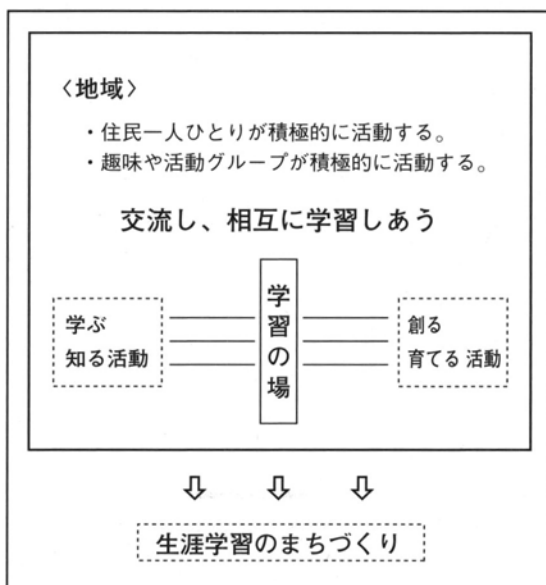 〈地域〉
・住民一人ひとりが積極的に活動する。
・趣味や活動グループが積極的に活動する。
交流し、相互に学習しあう
学ぶ
知る活動
学習の場
創る
育てる 活動
生涯学習のまちづくり